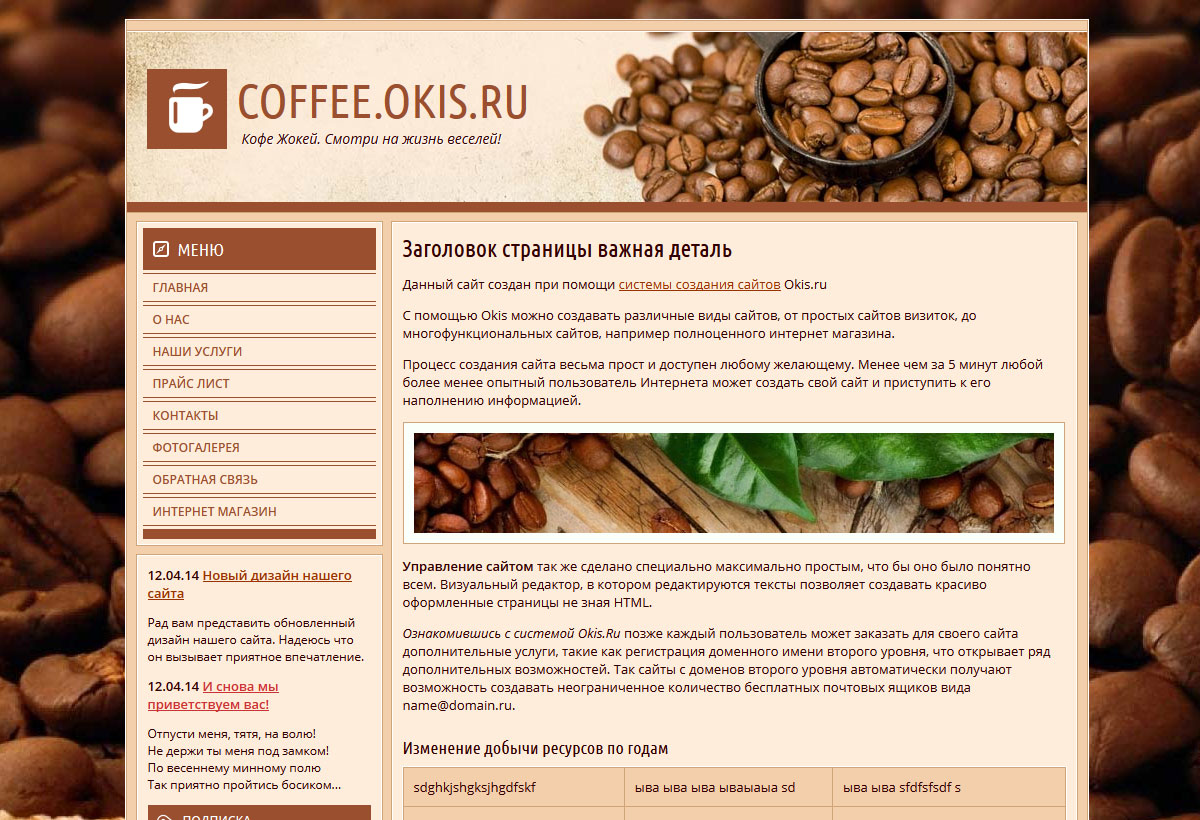 COFFEE.OKIS.RU
Кофе Жокей. Смотри на жизнь веселей!
МЕНЮ
ГЛАВНАЯ
О НАС
НАШИ УСЛУГИ
ПРАЙС ЛИСТ
КОНТАКТЫ
ФОТОГАЛЕРЕЯ
ОБРАТНАЯ СВЯЗЬ
ИНТЕРНЕТ МАГАЗИН
12.04.14 Новый дизайн нашего
сайта
Рад вам представить обновленный
дизайн нашего сайта. Надеюсь что
он вызывает приятное впечатление.
12.04.14 И снова мы
приветствуем вас!
Отпусти меня, тятя, на волю!
Не держи ты меня под замком!
По весеннему минному полю
Так приятно пройтись босиком...
ПОДПИСКА
Заголовок страницы важная деталь
Данный сайт создан при помощи системы создания сайтов Okis.ru
С помощью Okis можно создавать различные виды сайтов, от простых сайтов визиток, до
многофункциональных сайтов, например полноценного интернет магазина.
Процесс создания сайта весьма прост и доступен любому желающему. Менее чем за 5 минут любой
более менее опытный пользователь Интернета может создать свой сайт и приступить к его
наполнению информацией.
Управление сайтом так же сделано специально максимально простым, что бы оно было понятно
всем. Визуальный редактор, в котором редактируются тексты позволяет создавать красиво
оформленные страницы не зная HTML.
Ознакомившись с системой Okis.Ru позже каждый пользователь может заказать для своего сайта
дополнительные услуги, такие как регистрация доменного имени второго уровня, что открывает ряд
дополнительных возможностей. Так сайты с доменов второго уровня автоматически получают
возможность создавать неограниченное количество бесплатных почтовых ящиков вида
name@domain.ru.
Изменение добычи ресурсов по годам
sdghkjshgksjhgdfskf ыва ыва ыва ываыаыа sd ыва ыва sfdfsfsdf s